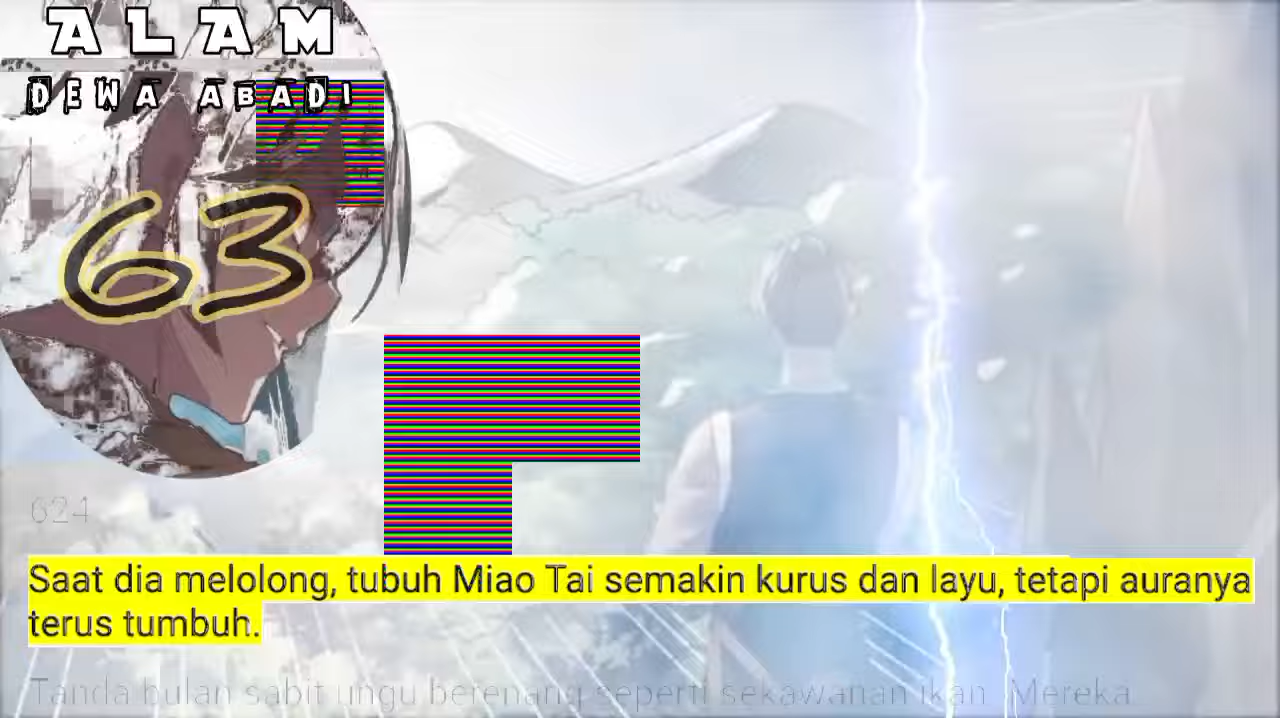 ALAM
DEWA ABADI
63
624
Saat dia melolong, tubuh Miao Tai semakin kurus dan layu, tetapi auranya
terus tumbuh.
Tanda bulan sabit ungu berenang seperti sekawanan ikan. Mereka